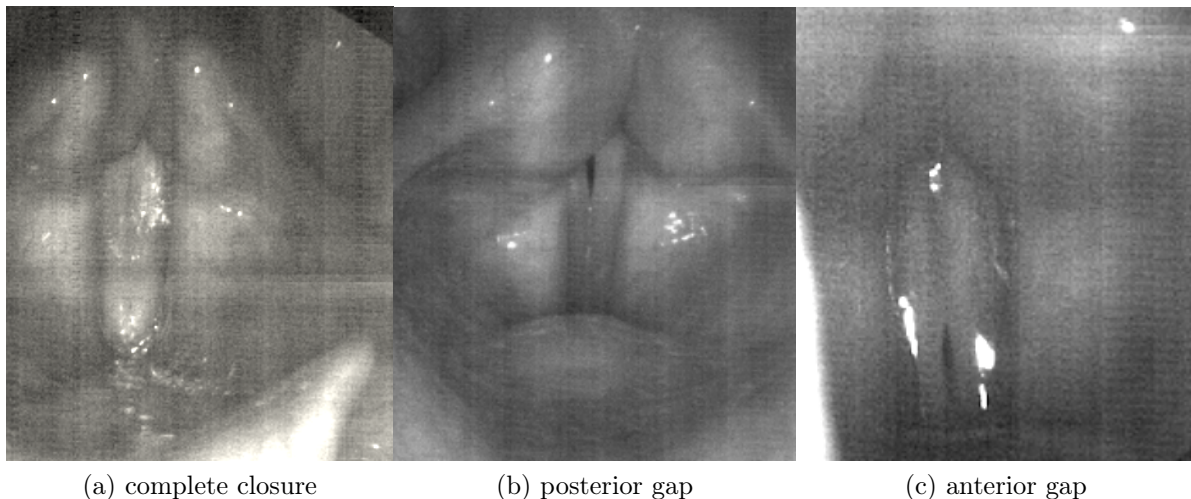 (a) complete closure
(b) posterior gap
(c) anterior gap